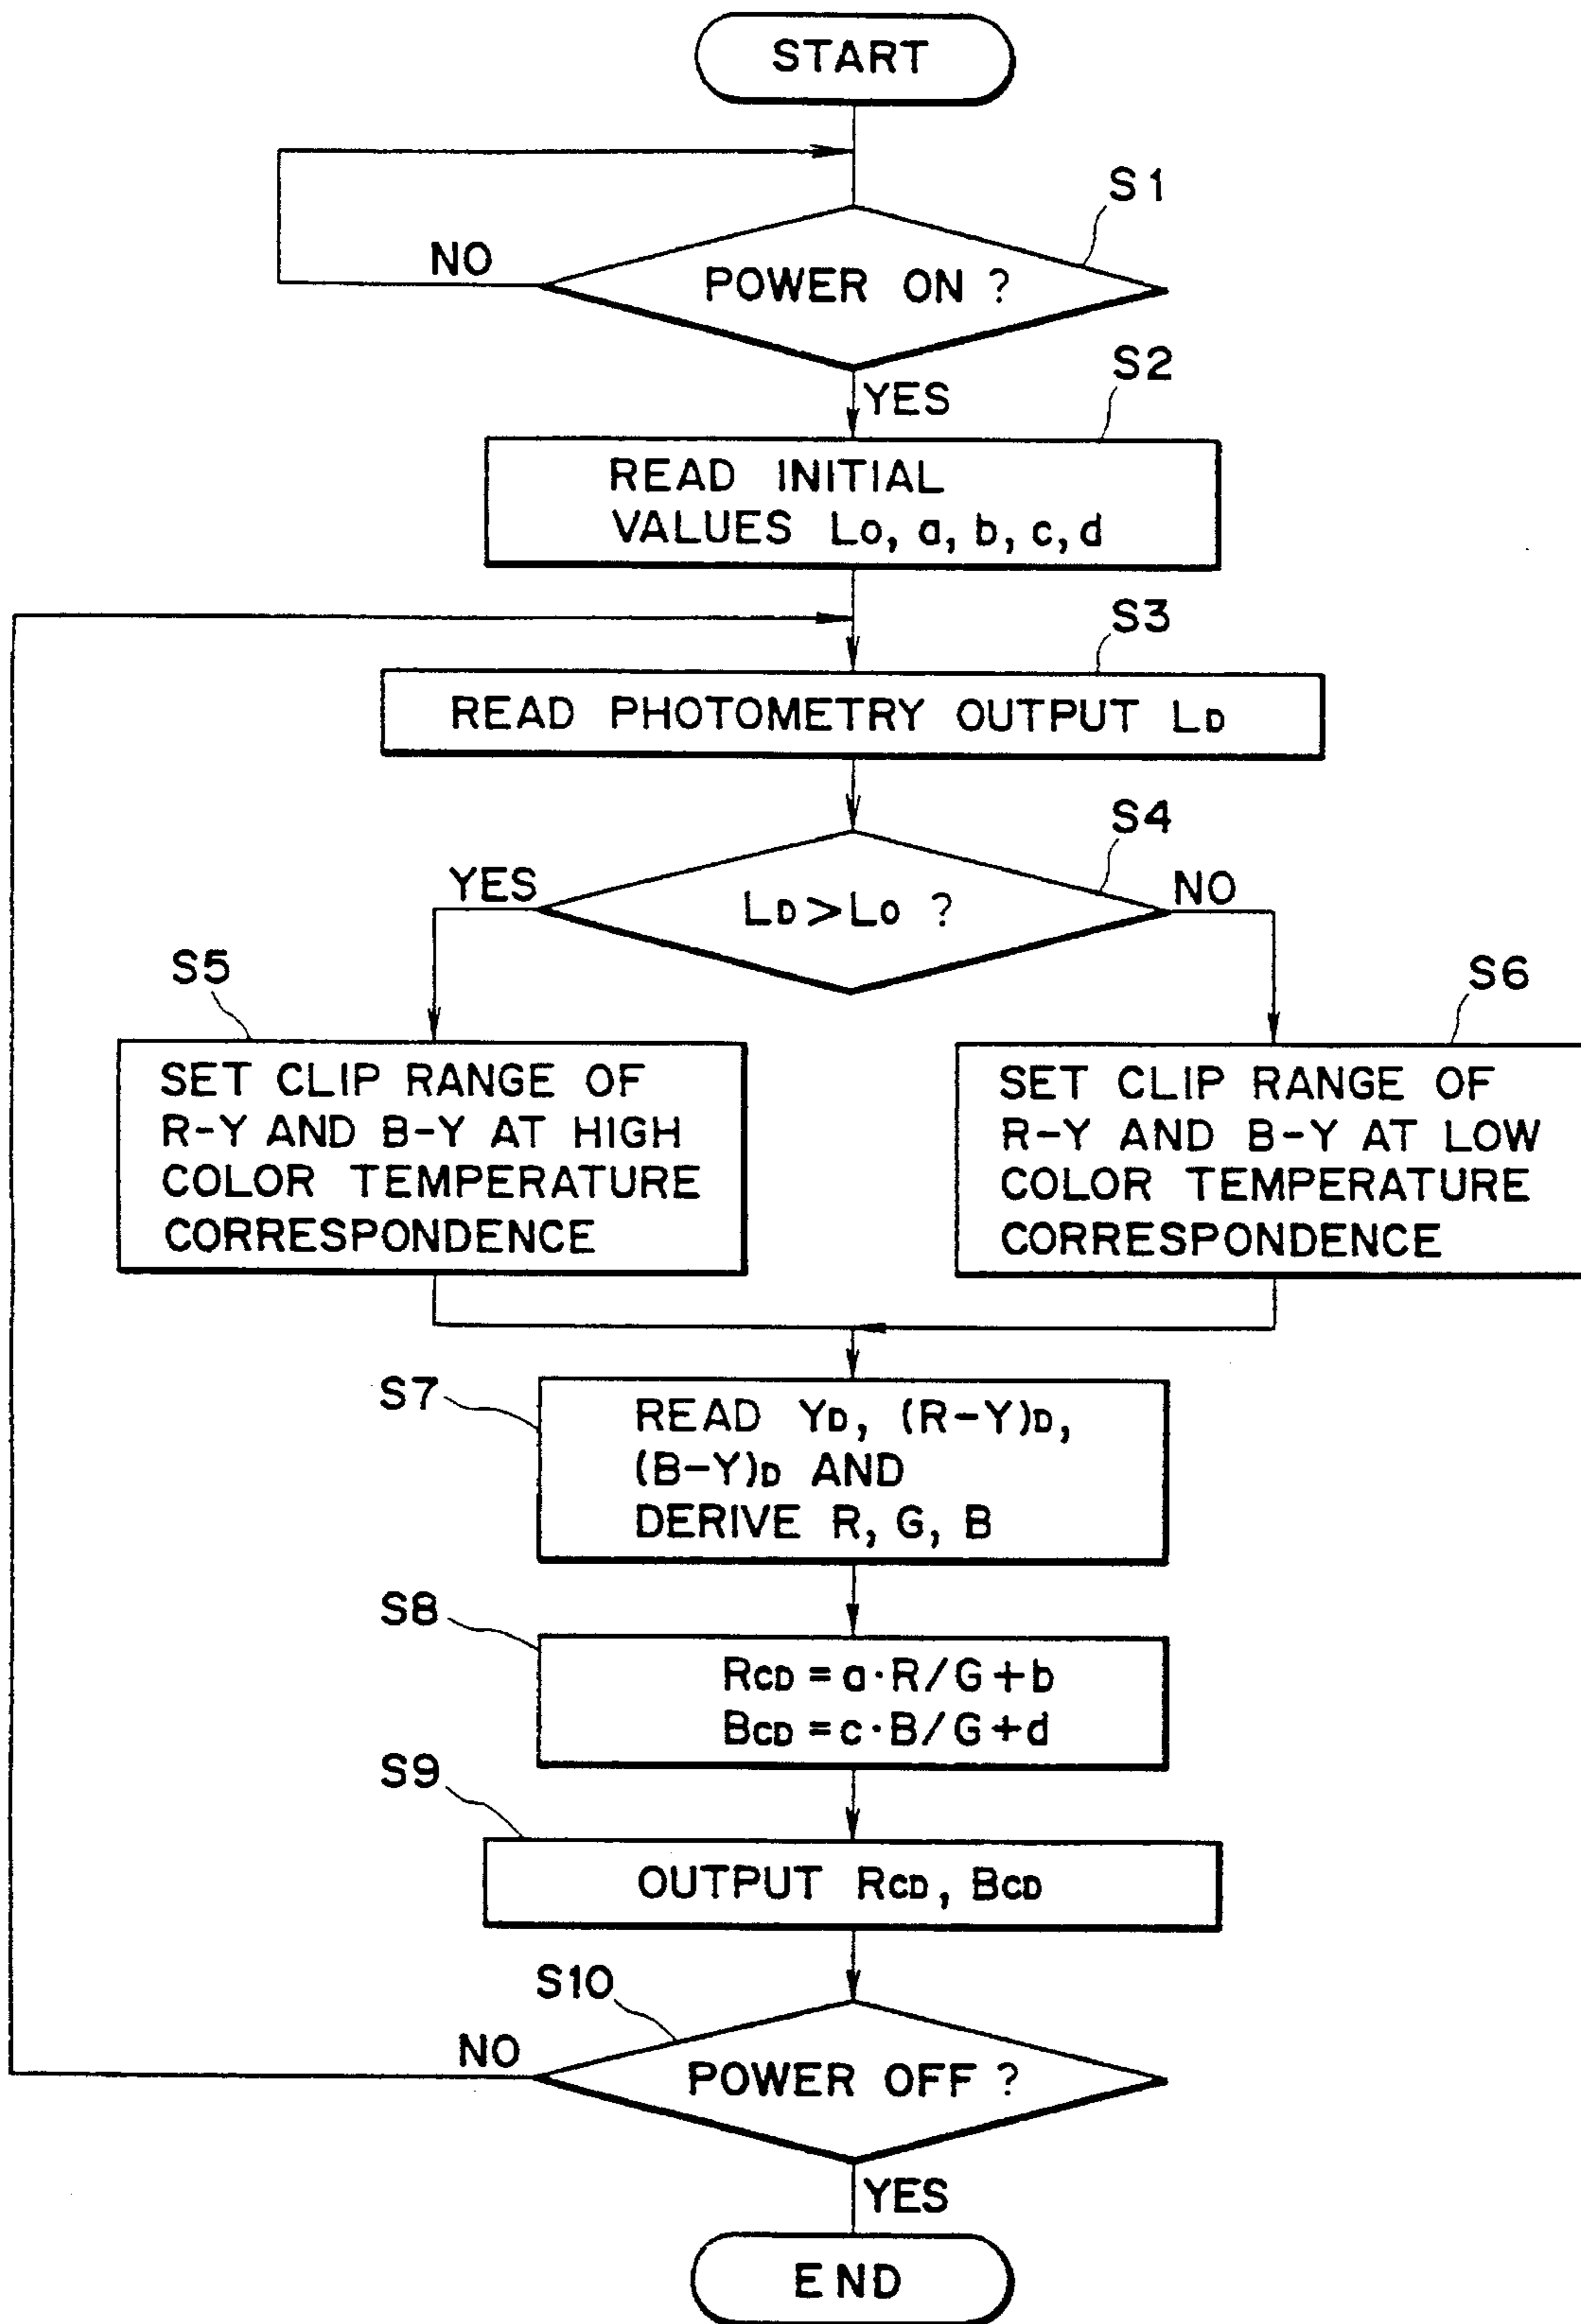 START
S1
NO
POWER ON ?
S2
YES
READ INITIAL
VALUES Lo, a, b, c, d
S3
READ PHOTOMETRY OUTPUT LD
S4
YES
NO
LD>LO ?
S5
S6
SET CLIP RANGE OF
R-Y AND B-Y AT HIGH
COLOR TEMPERATURE
CORRESPONDENCE
SET CLIP RANGE OF
R-Y AND B-Y AT LOW
COLOR TEMPERATURE
CORRESPONDENCE
S7
READ YD, (R-Y)D,
(B-Y)D AND
DERIVE R, G, B
S8
RCD = a·R/G+b
BCD = c·B/G+d
S9
OUTPUT RCD, BCD
S10
NO
POWER OFF ?
YES
END